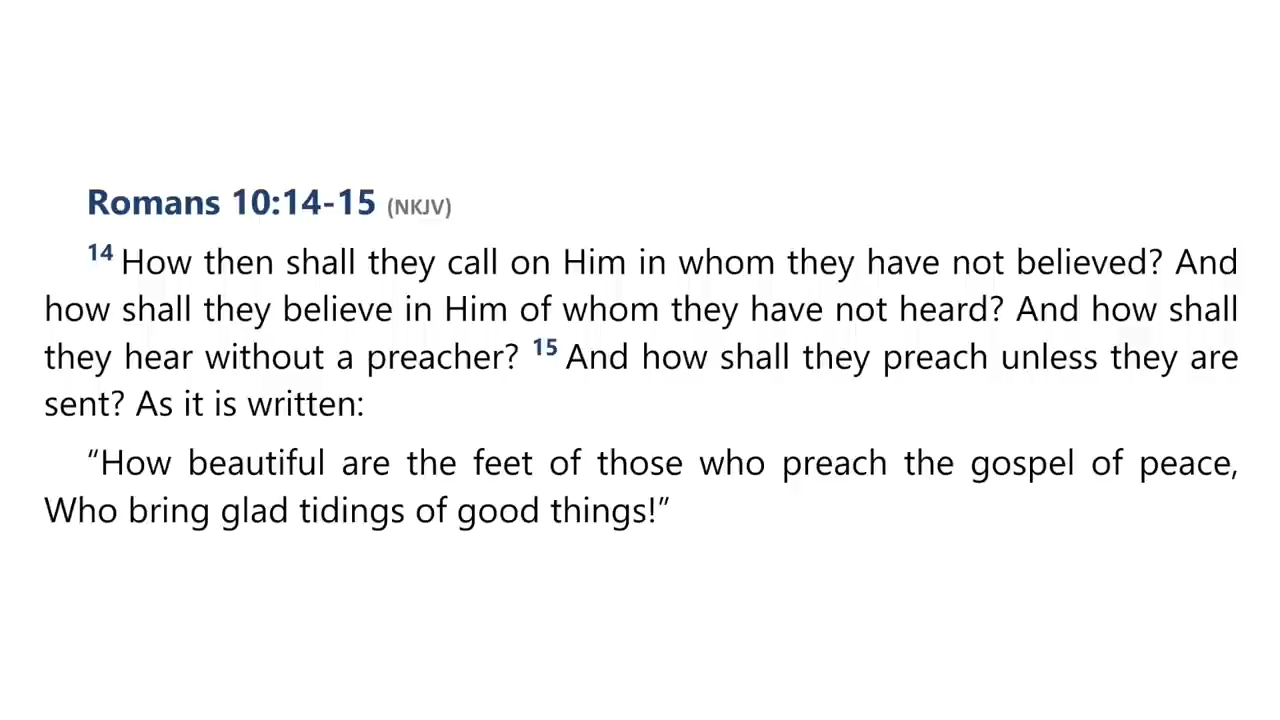 Romans 10:14-15 (NKJV)
14 How then shall they call on Him in whom they have not believed? And
how shall they believe in Him of whom they have not heard? And how shall
they hear without a preacher? 15 And how shall they preach unless they are
sent? As it is written:
“How beautiful are the feet of those who preach the gospel of peace,
Who bring glad tidings of good things!”